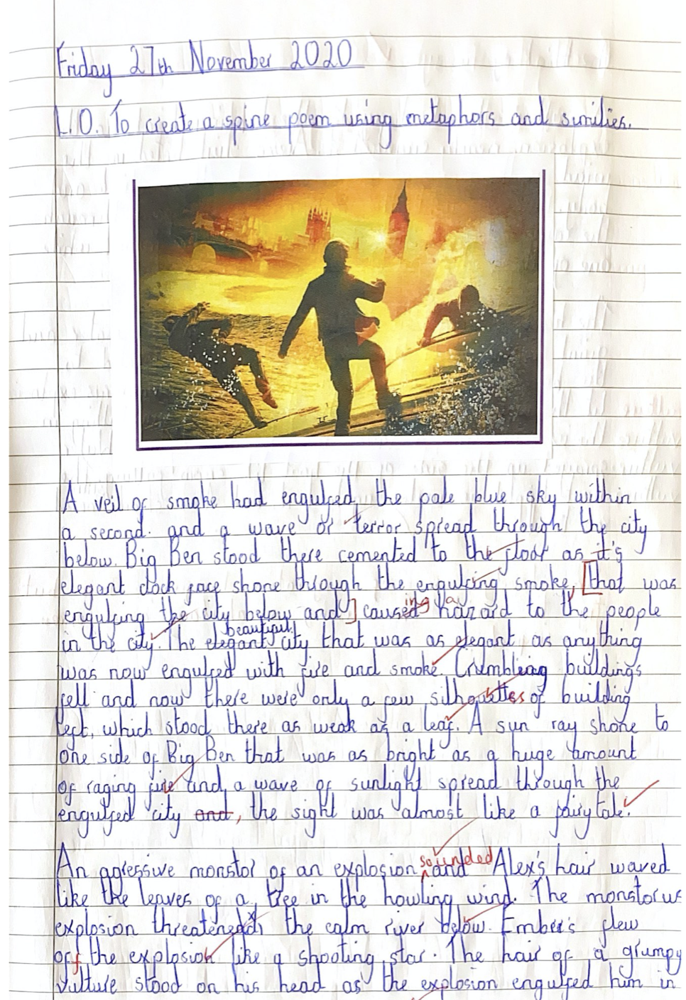 Friday 27th November 2020
L.O. To create a spine poem using metaphors and similies.
A veil of smoke had engulfed the pale blue sky within
a second. and a wave of terror spread through the city
below. Big Ben stood there cemented to the floor as it's
elegant clock face shone through the engulfing smoke, [that was
engulfing the city below and] causeding a hazard to the people
beautiful
in the city. The elegant city that was as elegant as anything
was now engulfed with fire and smoke. Crumbleing buildings
fell and now there were only a few silhouettes of building
left, which stood there as weak as a leaf. A sun ray shone to
one side of Big Ben that was as bright as a huge amount
of raging fire and, a wave of sunlight spread through the
engulfed city and, the sight was almost like a fairytale.
sounded
An agressive monstor of an explosion and Alex's hair waved
like the leaves of a tree in the howling wind. The monstorus
explosion threatened the calm river below. Ember's flew
off the explosion like a shooting star. The hair of a grumpy
vulture stood on his head as the explosion engulfed him in